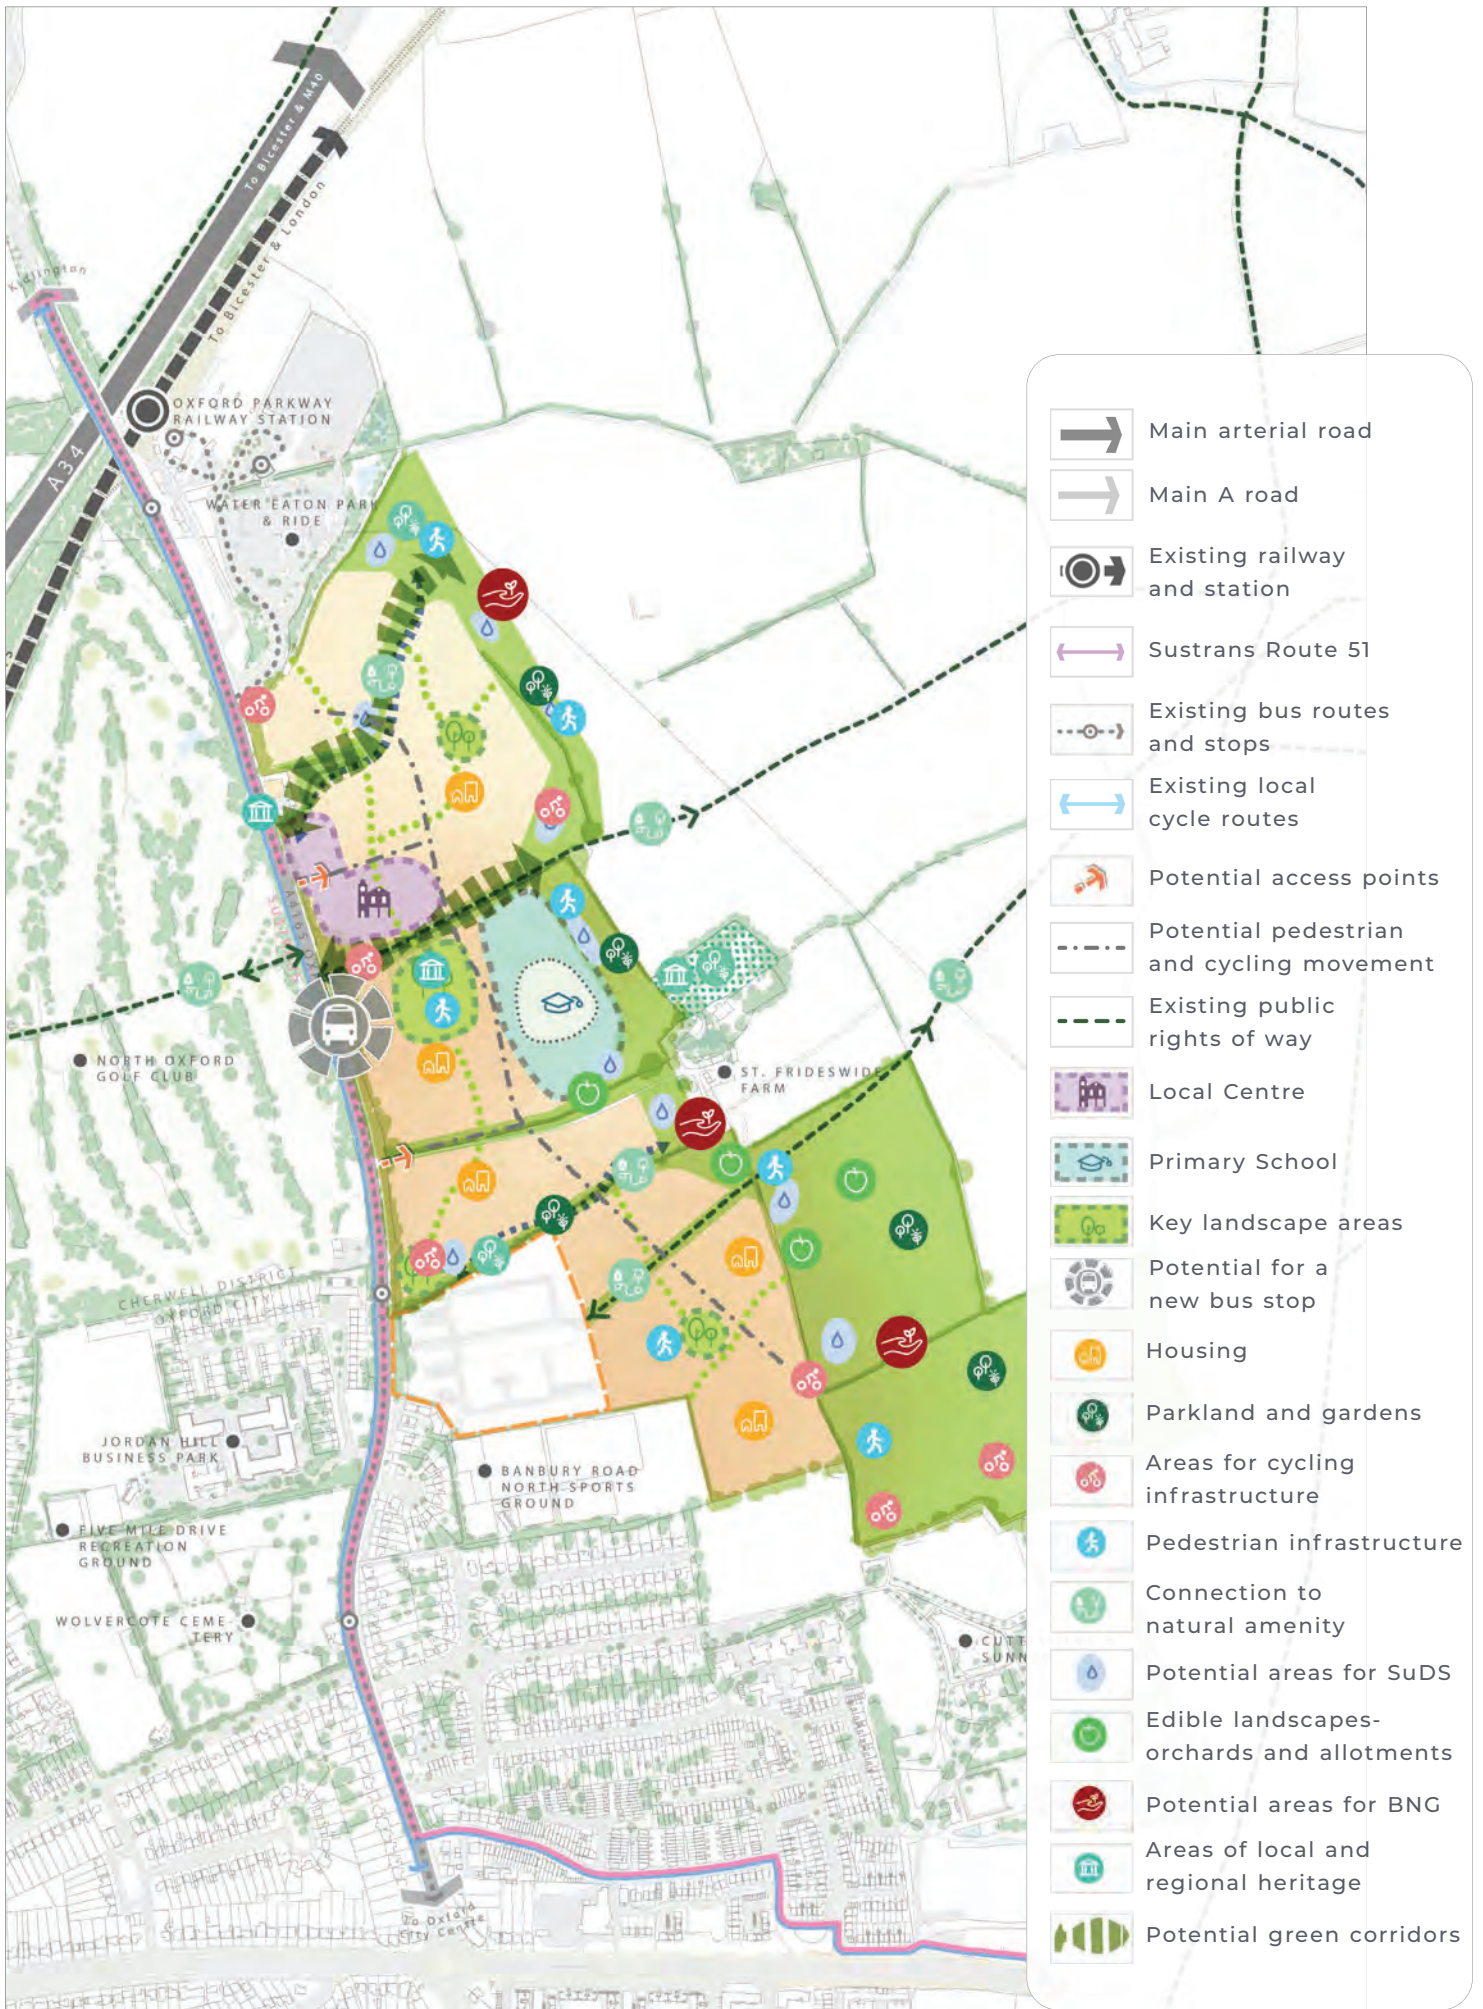 To Bicester & M40
To Bicester & London
Kidlington
OXFORD PARKWAY
RAILWAY STATION
A34
WATER EATON PARK
& RIDE
NORTH OXFORD
GOLF CLUB
ST. FRIDESWIDE
FARM
CHERWELL DISTRICT
OXFORD CITY
JORDAN HILL
BUSINESS PARK
BANBURY ROAD
NORTH SPORTS
GROUND
FIVE MILE DRIVE
RECREATION
GROUND
WOLVERCOTE CEME-
TERY
CUTT
SUNN
To Oxford
City Centre
Main arterial road
Main A road
Existing railway
and station
Sustrans Route 51
Existing bus routes
and stops
Existing local
cycle routes
Potential access points
Potential pedestrian
and cycling movement
Existing public
rights of way
Local Centre
Primary School
Key landscape areas
Potential for a
new bus stop
Housing
Parkland and gardens
Areas for cycling
infrastructure
Pedestrian infrastructure
Connection to
natural amenity
Potential areas for SuDS
Edible landscapes-
orchards and allotments
Potential areas for BNG
Areas of local and
regional heritage
Potential green corridors